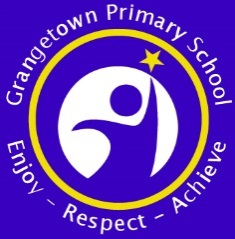 Grangetown Primary School
Enjoy - Respect - Achieve